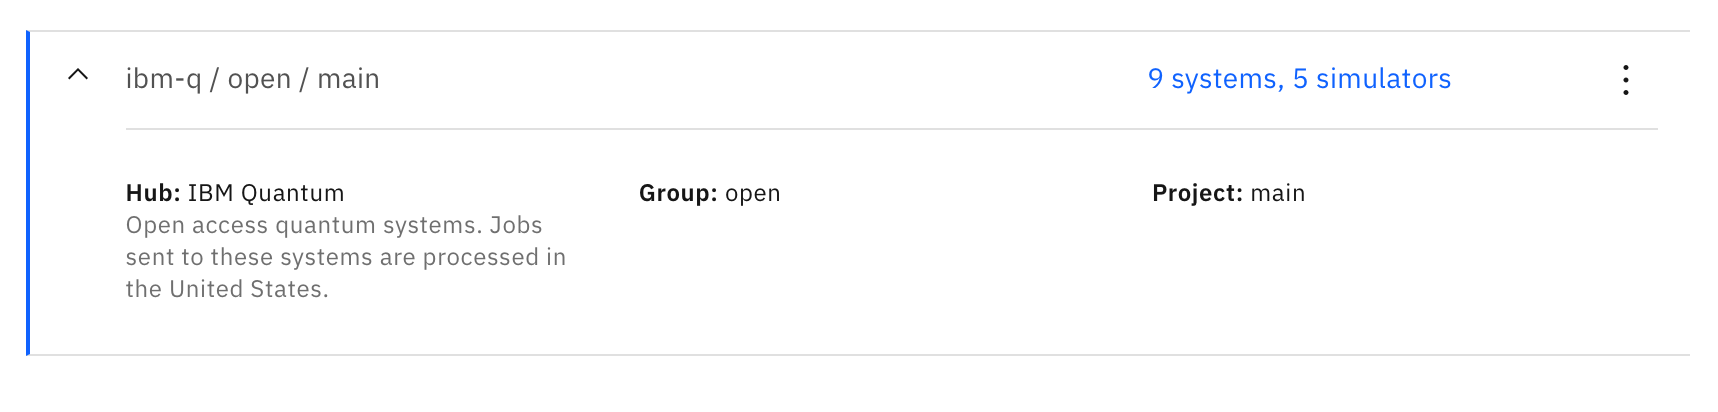 ibm-q / open / main
9 systems, 5 simulators
Hub: IBM Quantum
Open access quantum systems. Jobs
sent to these systems are processed in
the United States.
Group: open
Project: main